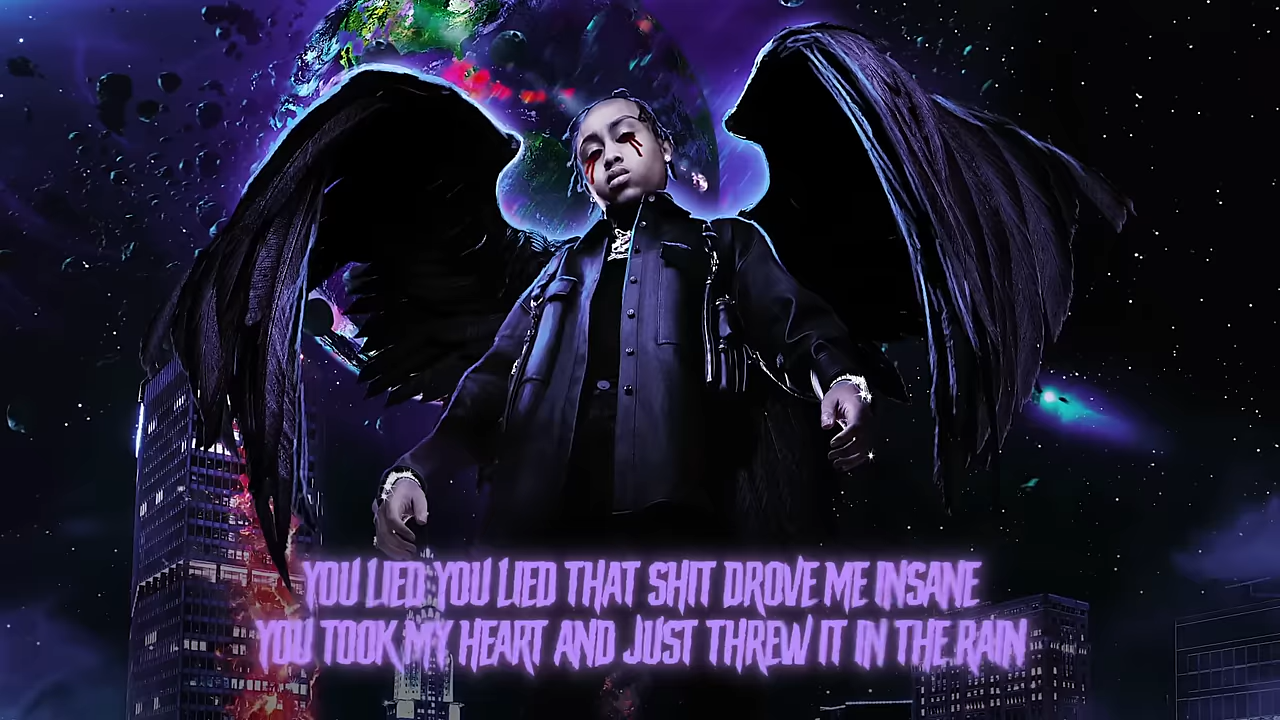 YOU LIED YOU LIED THAT SHIT DROVE ME INSANE
YOU TOOK MY HEART AND JUST THREW IT IN THE RAIN